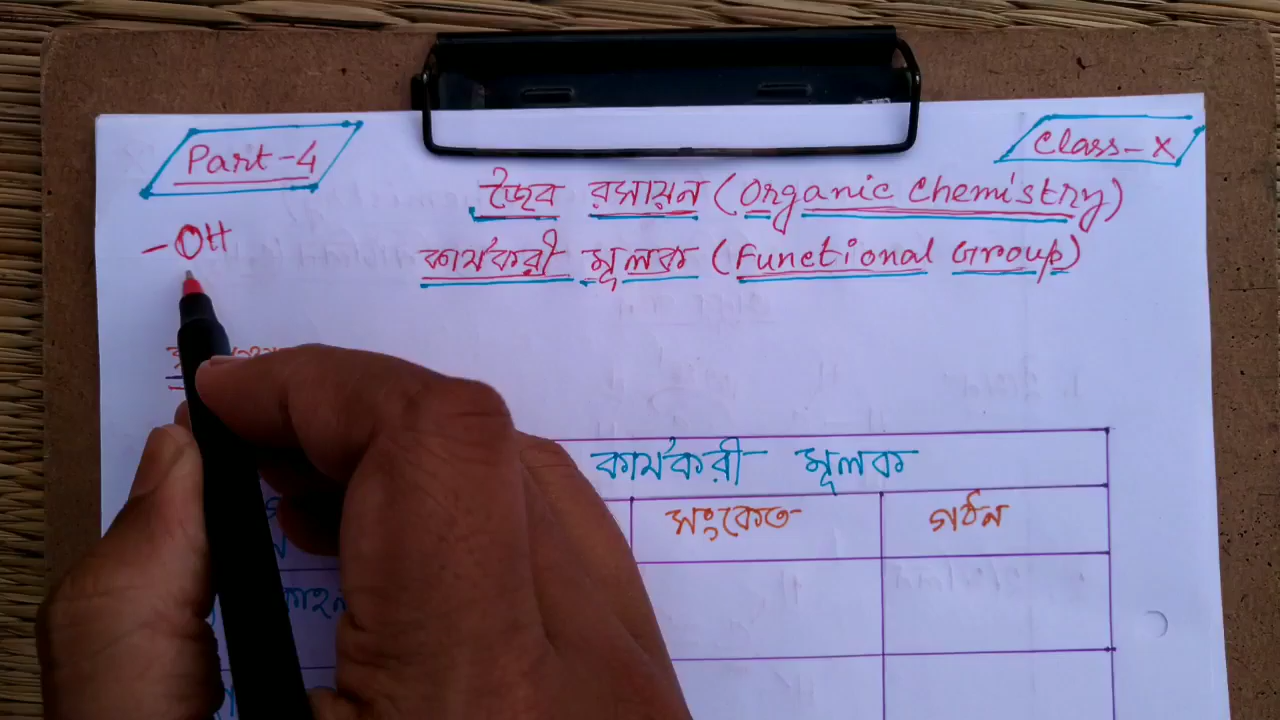 Part-4
Class-X
জৈব রসায়ন (Organic Chemistry)
-OH
কার্যকরী মূলক (Functional Group)
কার্যকরী মূলক
সংকেত
গঠন